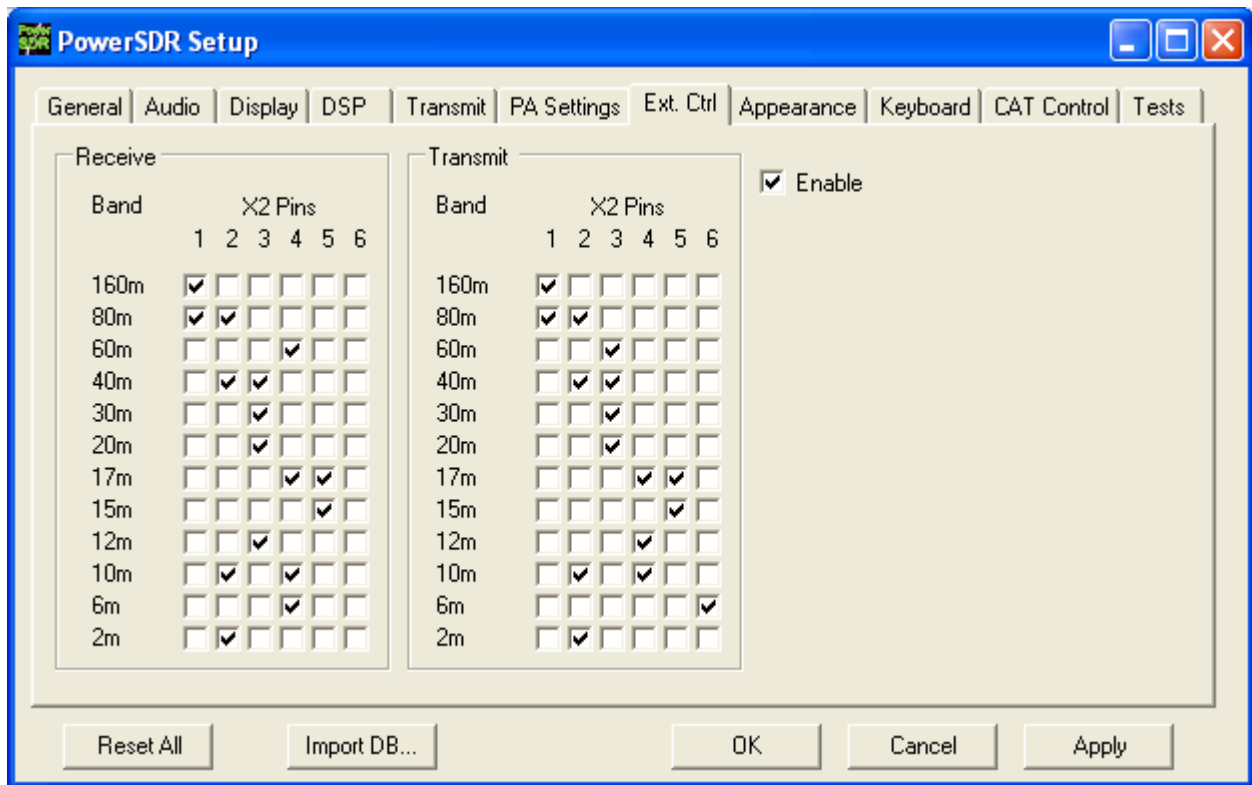 PowerSDR Setup
General Audio Display DSP Transmit PA Settings Ext. Ctrl Appearance Keyboard CAT Control Tests
Receive
Band X2 Pins
1 2 3 4 5 6
160m
80m
60m
40m
30m
20m
17m
15m
12m
10m
6m
2m
Transmit
Band X2 Pins
1 2 3 4 5 6
160m
80m
60m
40m
30m
20m
17m
15m
12m
10m
6m
2m
Enable
Reset All Import DB... OK Cancel Apply